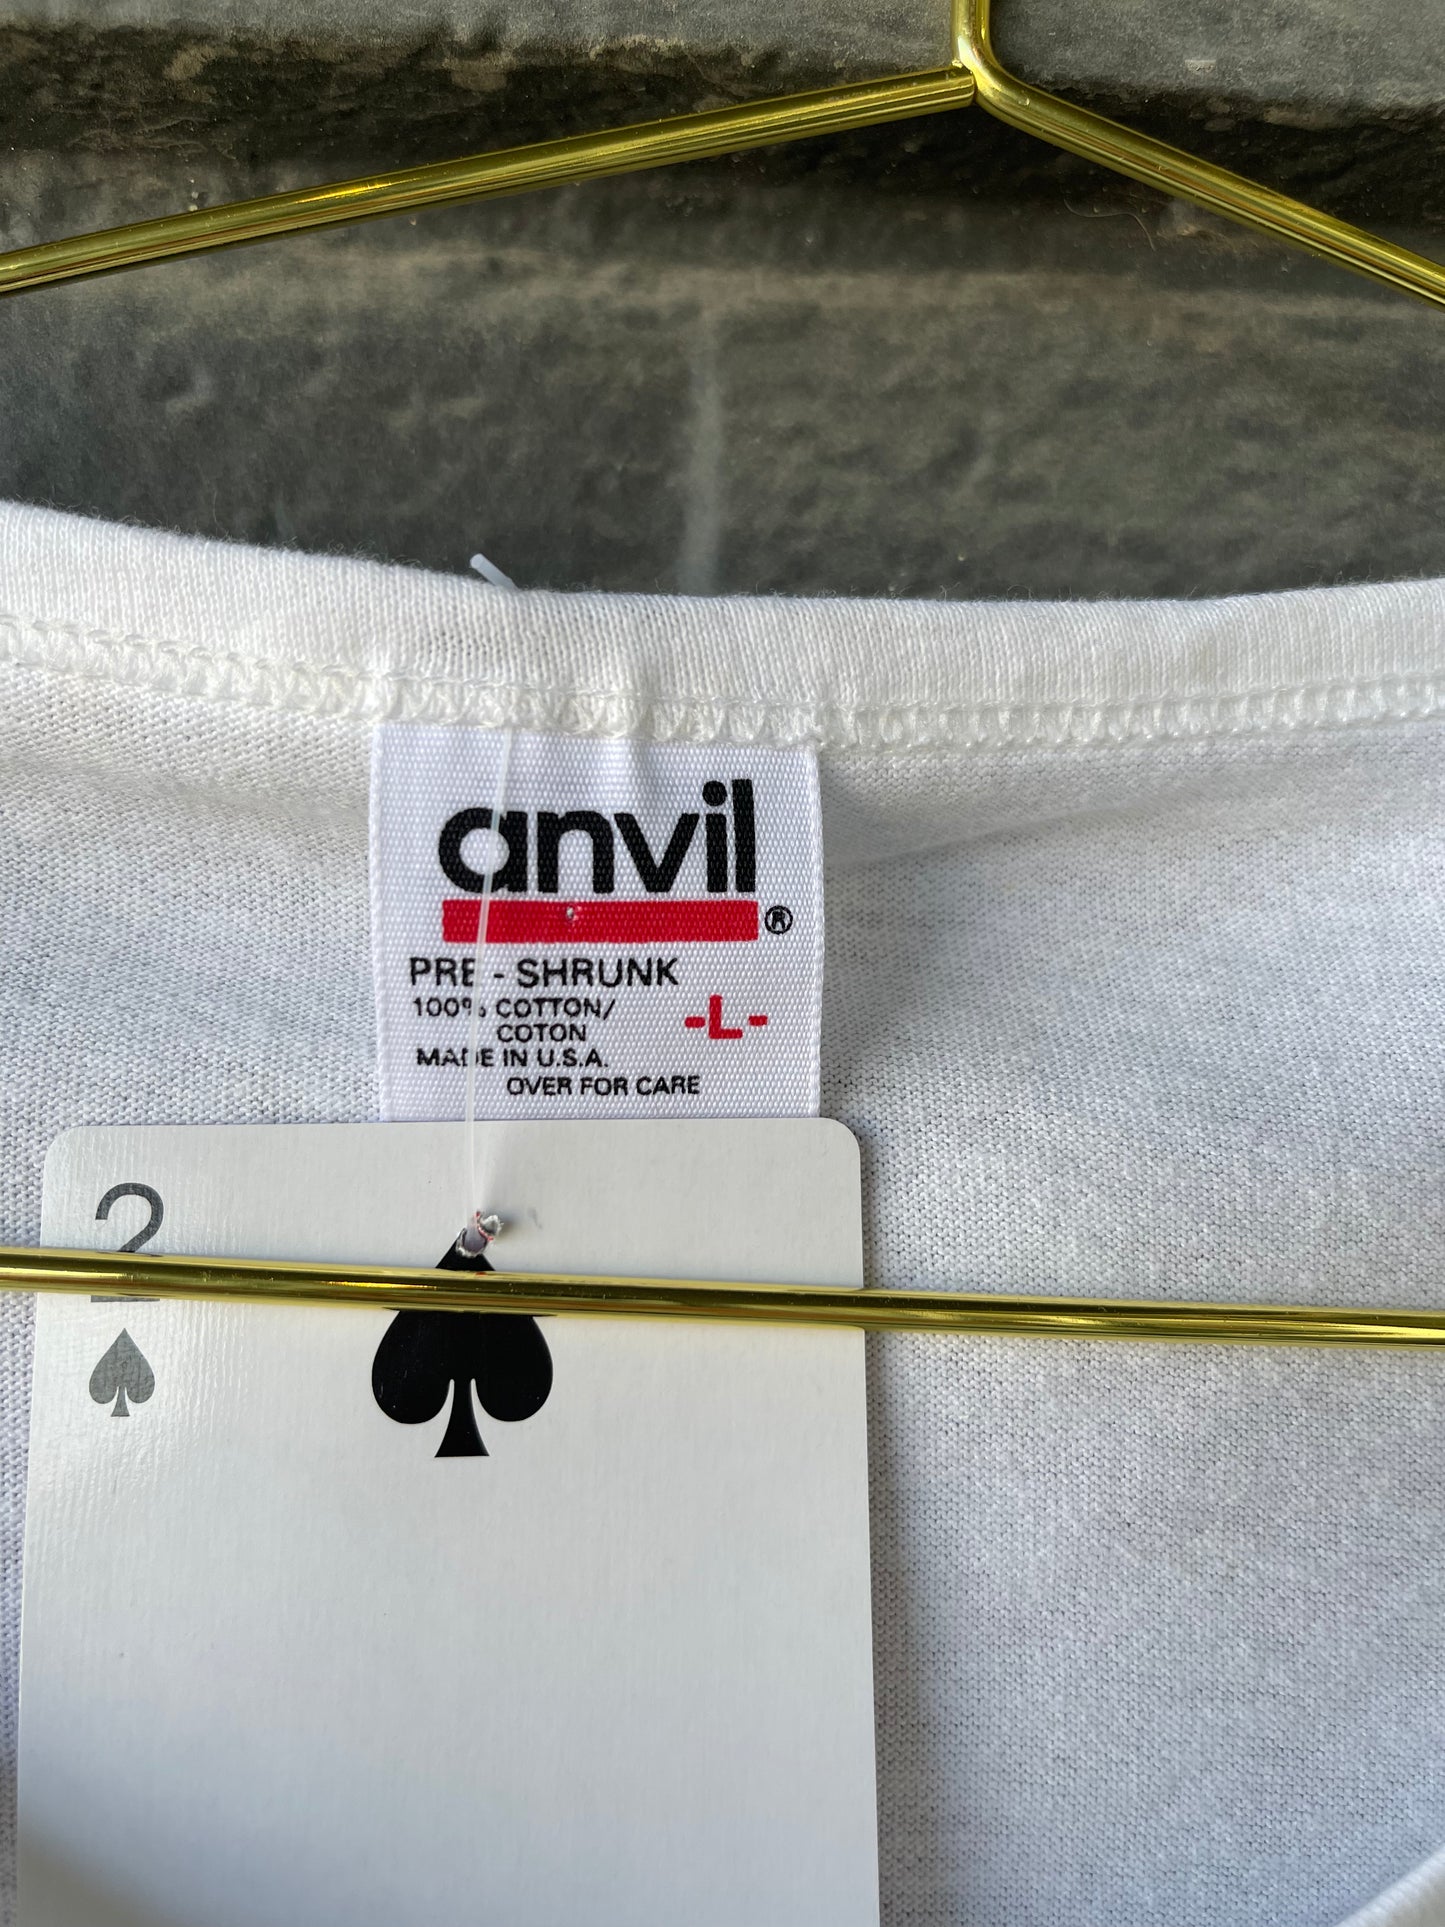 anvil
®
PRE - SHRUNK
100% COTTON/
COTON
-L-
MADE IN U.S.A.
OVER FOR CARE
2